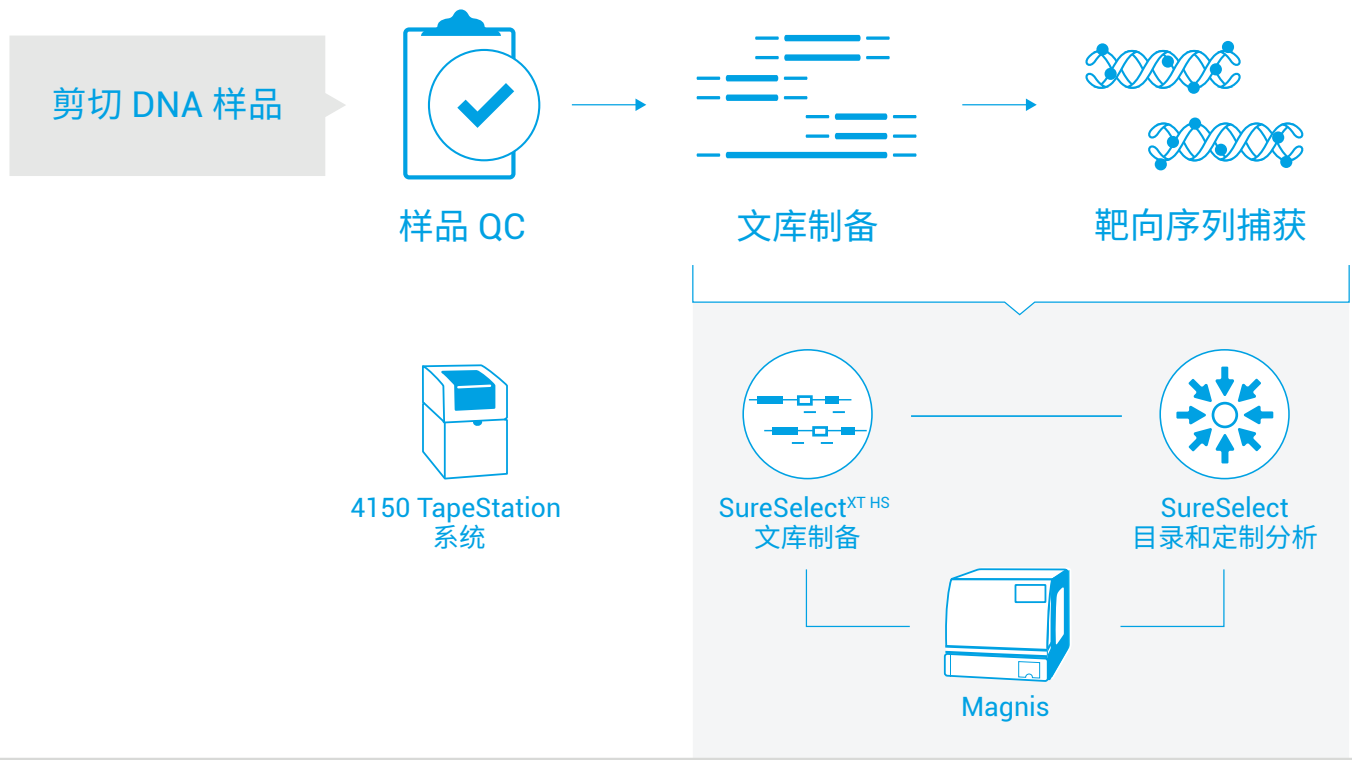 剪切 DNA 样品
样品 QC
文库制备
靶向序列捕获
4150 TapeStation
系统
SureSelectXT HS
文库制备
SureSelect
目录和定制分析
Magnis